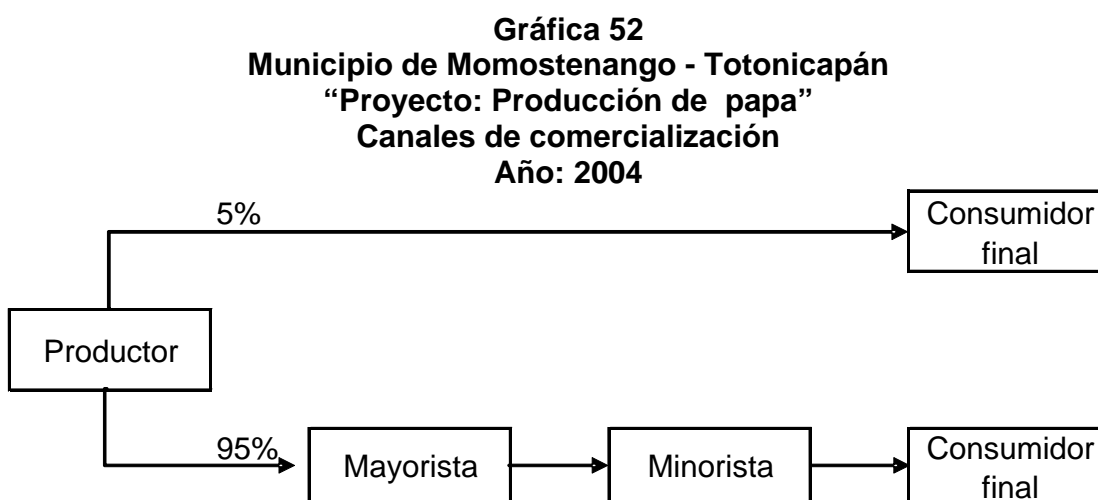 Gráfica 52
Municipio de Momostenango - Totonicapán
“Proyecto: Producción de papa”
Canales de comercialización
Año: 2004
5%
Consumidor
final
Productor
95%
Mayorista
Minorista
Consumidor
final